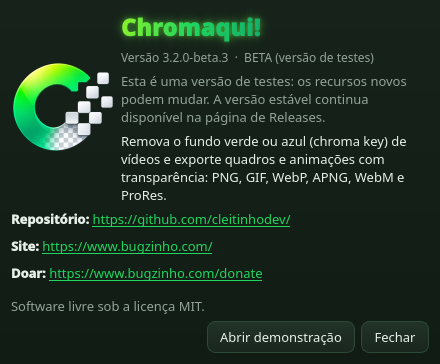 Chromaqui!
Versão 3.2.0-beta.3 · BETA (versão de testes)
Esta é uma versão de testes: os recursos novos
podem mudar. A versão estável continua
disponível na página de Releases.
Remova o fundo verde ou azul (chroma key) de
vídeos e exporte quadros e animações com
transparência: PNG, GIF, WebP, APNG, WebM e
ProRes.
Repositório: https://github.com/cleitinhodev/
Site: https://www.bugzinho.com/
Doar: https://www.bugzinho.com/donate
Software livre sob a licença MIT.
Abrir demonstração Fechar